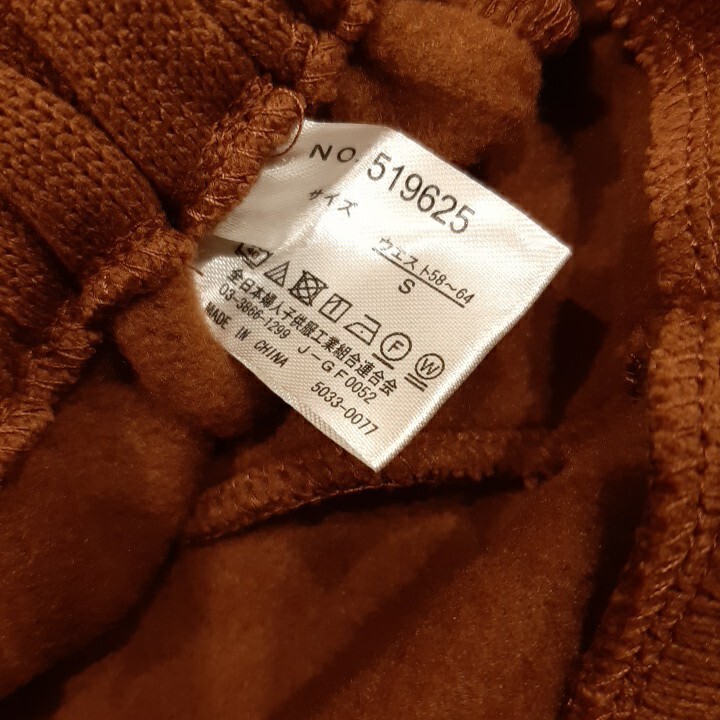 NO. 519625
サイズ
ウエスト58～64
S
F W
全日本婦人子供服工業組合連合会
03-3866-1299 J-GF0052
MADE IN CHINA 5033-0077